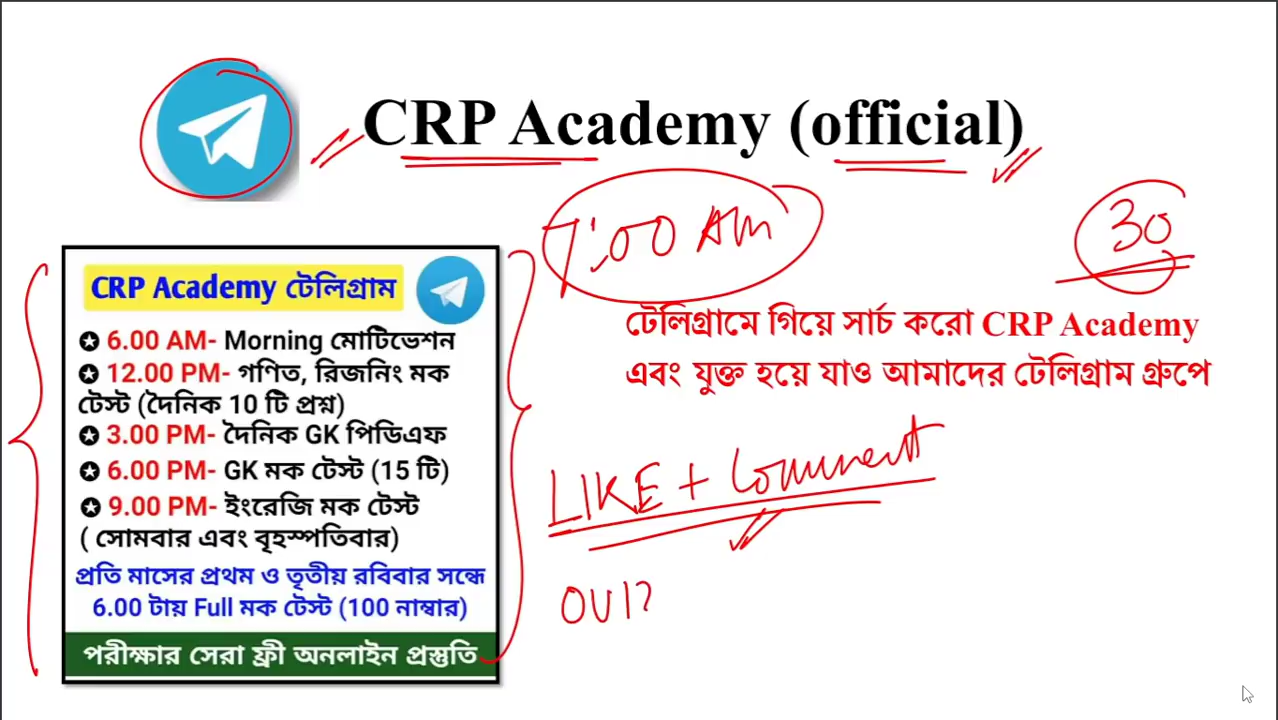 CRP Academy (official)
7:00 AM
30
CRP Academy টেলিগ্রাম
6.00 AM- Morning মোটিভেশন
12.00 PM- গণিত, রিজনিং মক
টেস্ট (দৈনিক 10 টি প্রশ্ন)
3.00 PM- দৈনিক GK পিডিএফ
6.00 PM- GK মক টেস্ট (15 টি)
9.00 PM- ইংরেজি মক টেস্ট
( সোমবার এবং বৃহস্পতিবার)
প্রতি মাসের প্রথম ও তৃতীয় রবিবার সন্ধে
6.00 টায় Full মক টেস্ট (100 নাম্বার)
পরীক্ষার সেরা ফ্রী অনলাইন প্রস্তুতি
টেলিগ্রামে গিয়ে সার্চ করো CRP Academy
এবং যুক্ত হয়ে যাও আমাদের টেলিগ্রাম গ্রুপে
LIKE + Comment